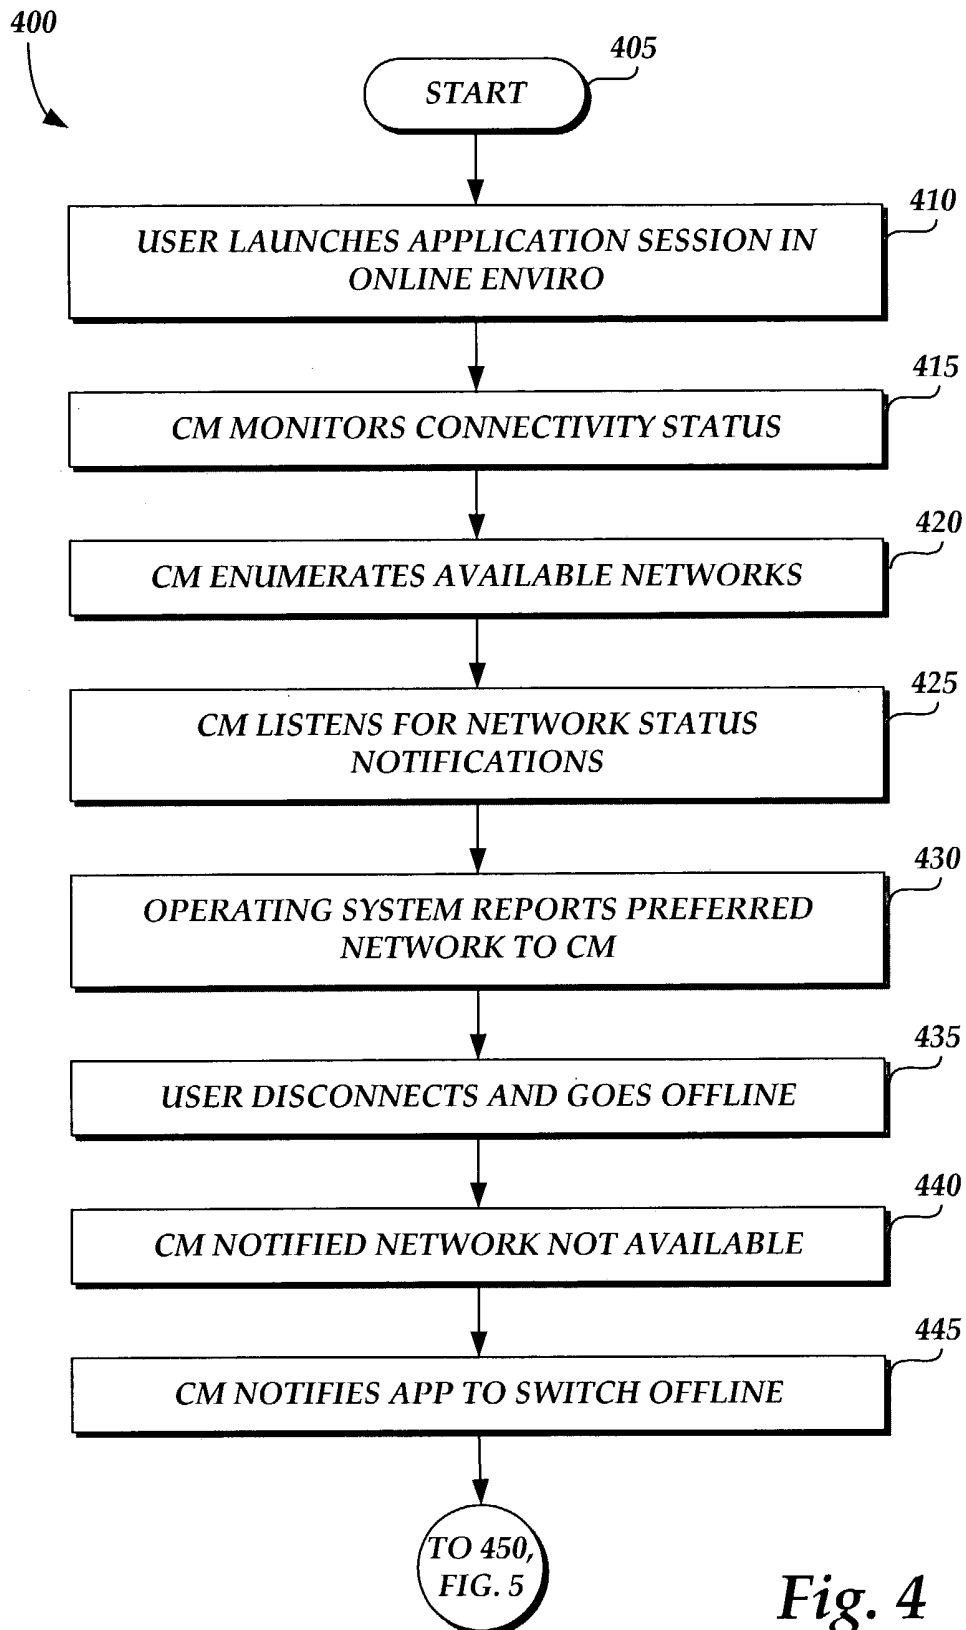 400
405
START
410
USER LAUNCHES APPLICATION SESSION IN
ONLINE ENVIRO
415
CM MONITORS CONNECTIVITY STATUS
420
CM ENUMERATES AVAILABLE NETWORKS
425
CM LISTENS FOR NETWORK STATUS
NOTIFICATIONS
430
OPERATING SYSTEM REPORTS PREFERRED
NETWORK TO CM
435
USER DISCONNECTS AND GOES OFFLINE
440
CM NOTIFIED NETWORK NOT AVAILABLE
445
CM NOTIFIES APP TO SWITCH OFFLINE
TO 450,
FIG. 5
Fig. 4